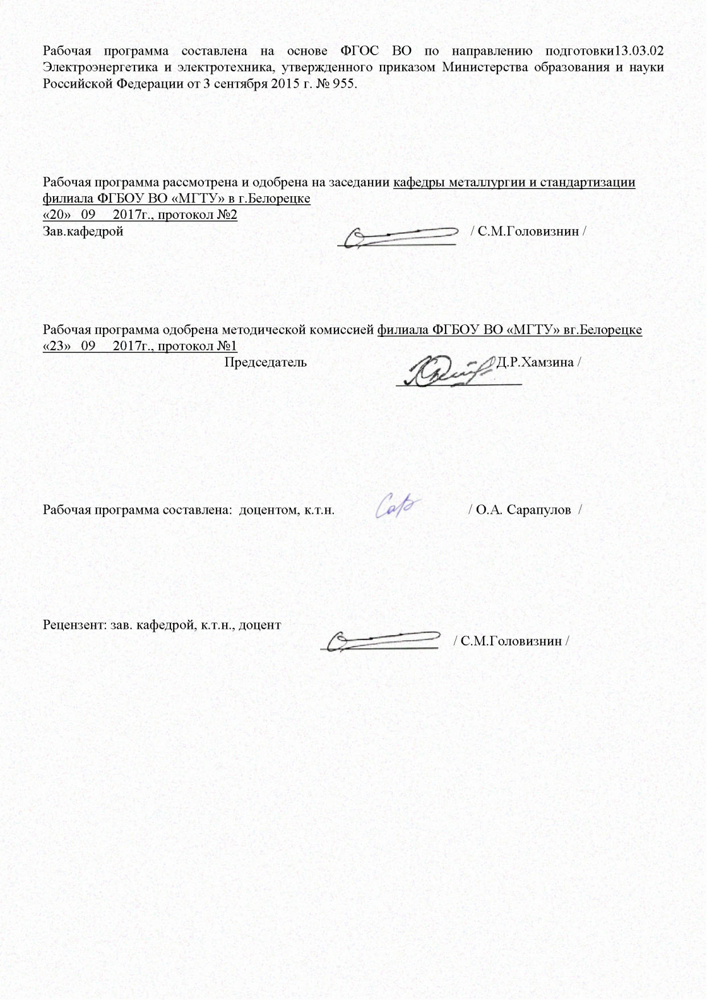 Рабочая программа составлена на основе ФГОС ВО по направлению подготовки13.03.02
Электроэнергетика и электротехника, утвержденного приказом Министерства образования и науки
Российской Федерации от 3 сентября 2015 г. № 955.
Рабочая программа рассмотрена и одобрена на заседании кафедры металлургии и стандартизации
филиала ФГБОУ ВО «МГТУ» в г.Белорецке
«20» 09 2017г., протокол №2
Зав.кафедрой / С.М.Головизнин /
Рабочая программа одобрена методической комиссией филиала ФГБОУ ВО «МГТУ» вг.Белорецке
«23» 09 2017г., протокол №1
Председатель Д.Р.Хамзина /
Рабочая программа составлена: доцентом, к.т.н. / О.А. Сарапулов /
Рецензент: зав. кафедрой, к.т.н., доцент
/ С.М.Головизнин /